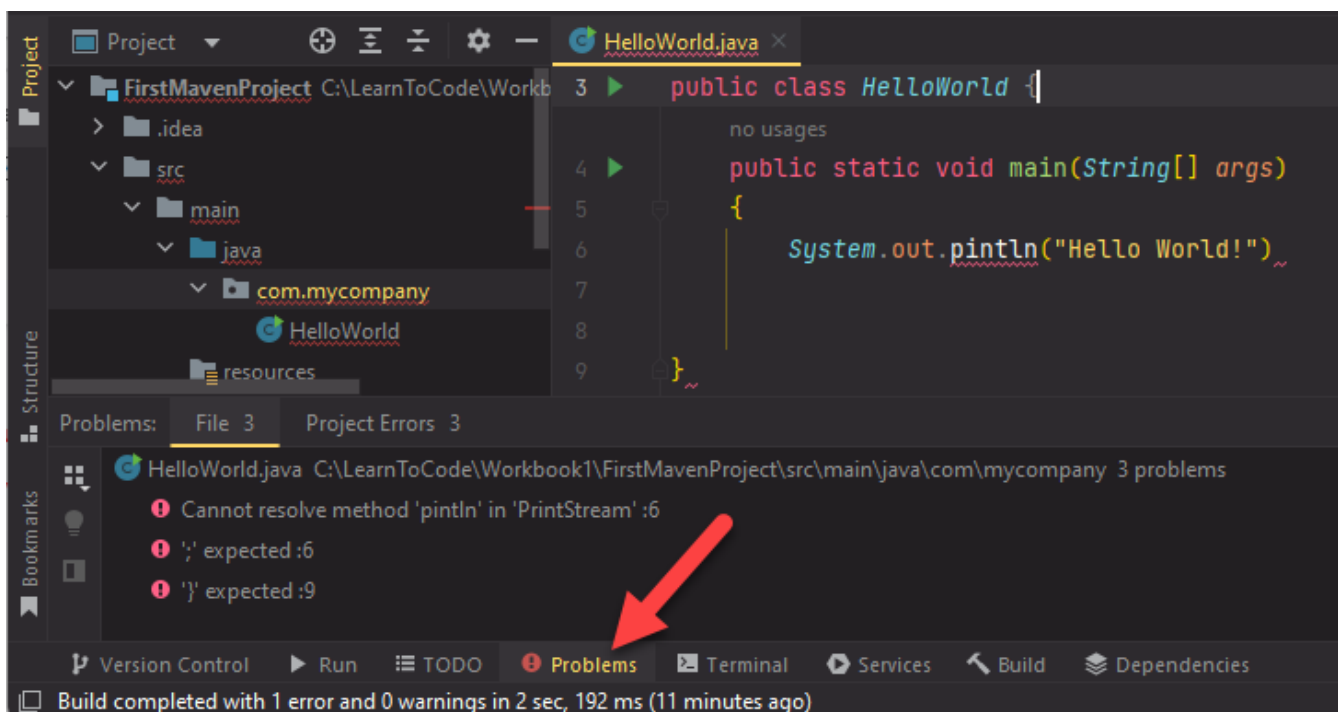 Project
Project
FirstMavenProject C:\LearnToCode\Workb
.idea
src
main
java
com.mycompany
HelloWorld
resources
HelloWorld.java
3 public class HelloWorld {
no usages
4 public static void main(String[] args)
5 {
6 System.out.pintln("Hello World!")
7
8
9 }
Structure
Bookmarks
Problems: File 3 Project Errors 3
HelloWorld.java C:\LearnToCode\Workbook1\FirstMavenProject\src\main\java\com\mycompany 3 problems
Cannot resolve method 'pintln' in 'PrintStream' :6
';' expected :6
'}' expected :9
Version Control Run TODO Problems Terminal Services Build Dependencies
Build completed with 1 error and 0 warnings in 2 sec, 192 ms (11 minutes ago)